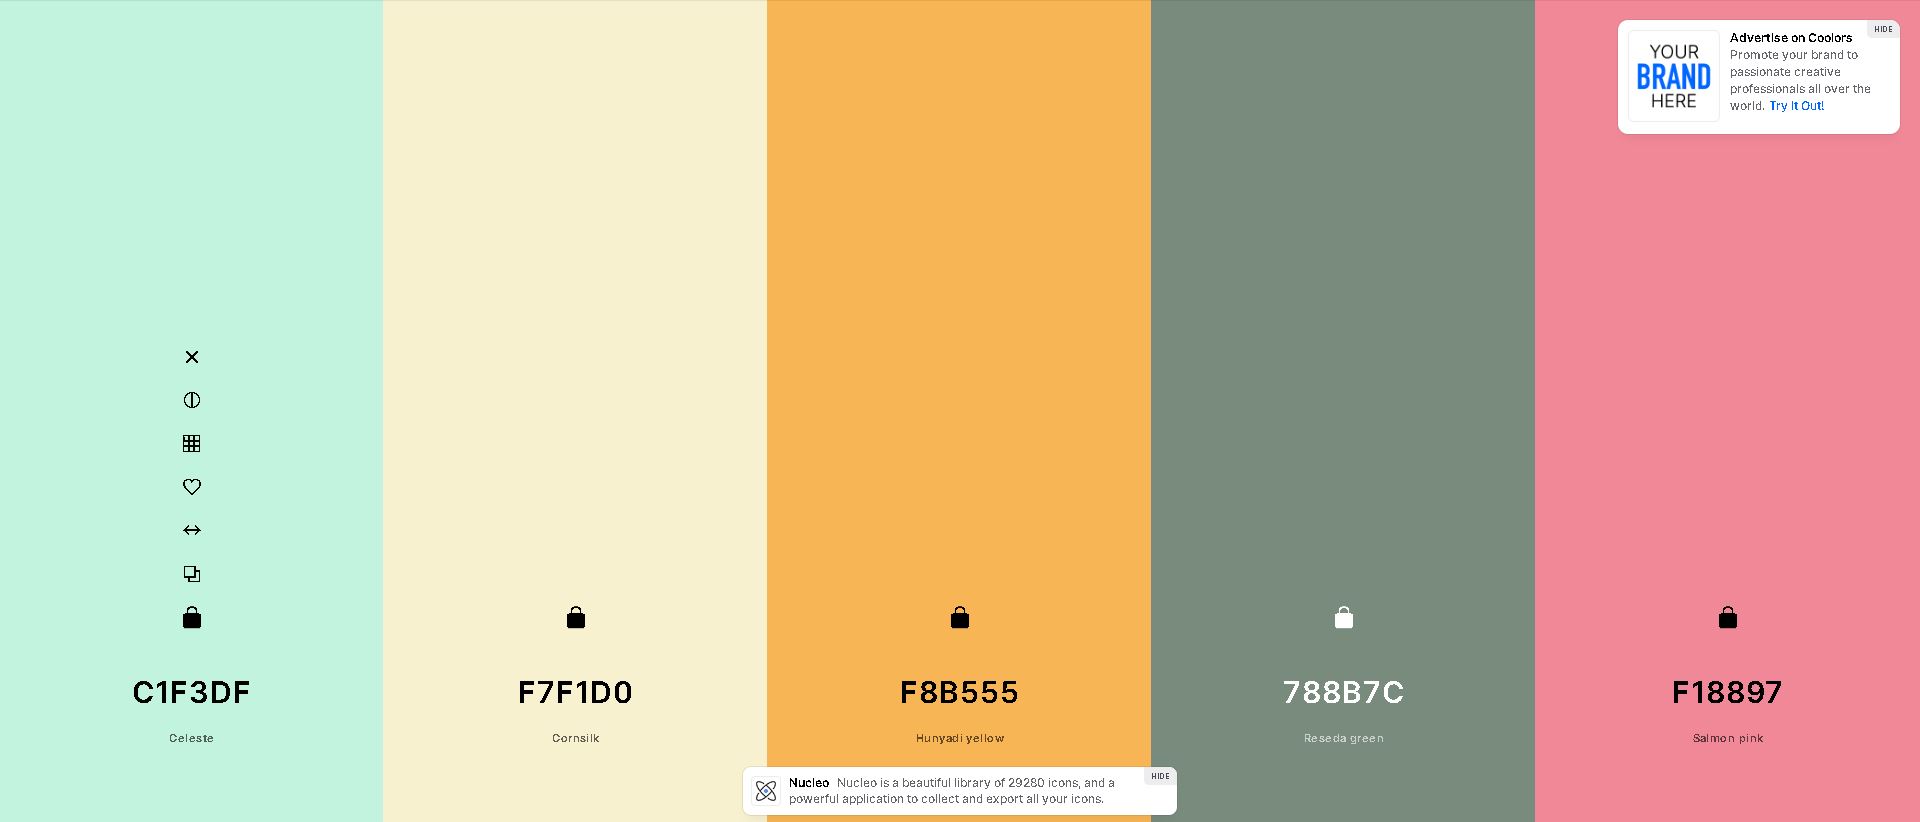 HIDE
YOUR
BRAND
HERE
Advertise on Coolors
Promote your brand to
passionate creative
professionals all over the
world. Try It Out!
C1F3DF
Celeste
F7F1D0
Cornsilk
F8B555
Hunyadi yellow
788B7C
Reseda green
F18897
Salmon pink
HIDE
Nucleo Nucleo is a beautiful library of 29280 icons, and a
powerful application to collect and export all your icons.